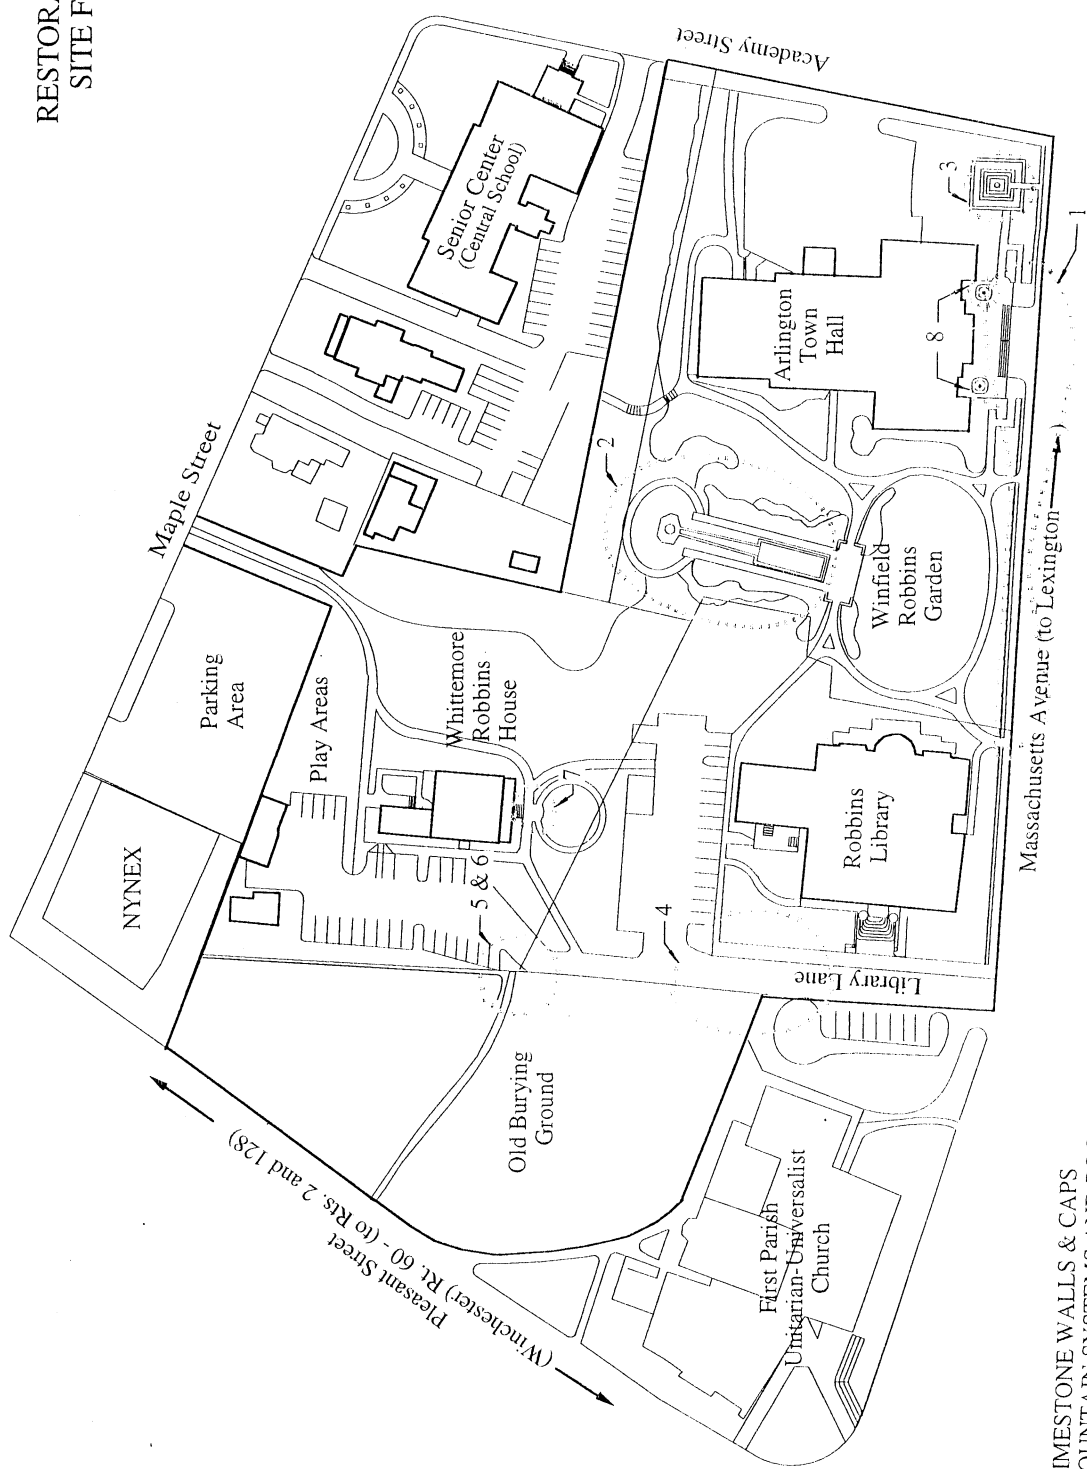 RESTORA
SITE F
Academy Street
Maple Street
Senior Center
(Central School)
3
1
Arlington
Town
Hall
8
2
Winfield
Robbins
Garden
Parking
Area
Play Areas
Whittemore
Robbins
House
7
NYNEX
5 & 6
4
Robbins
Library
Massachusetts Avenue (to Lexington
)
Library Lane
Old Burying
Ground
Pleasant Street
(Winchester) Rt. 60 - (to Rts. 2 and 128)
First Parish
Unitarian-Universalist
Church
IMESTONE WALLS & CAPS